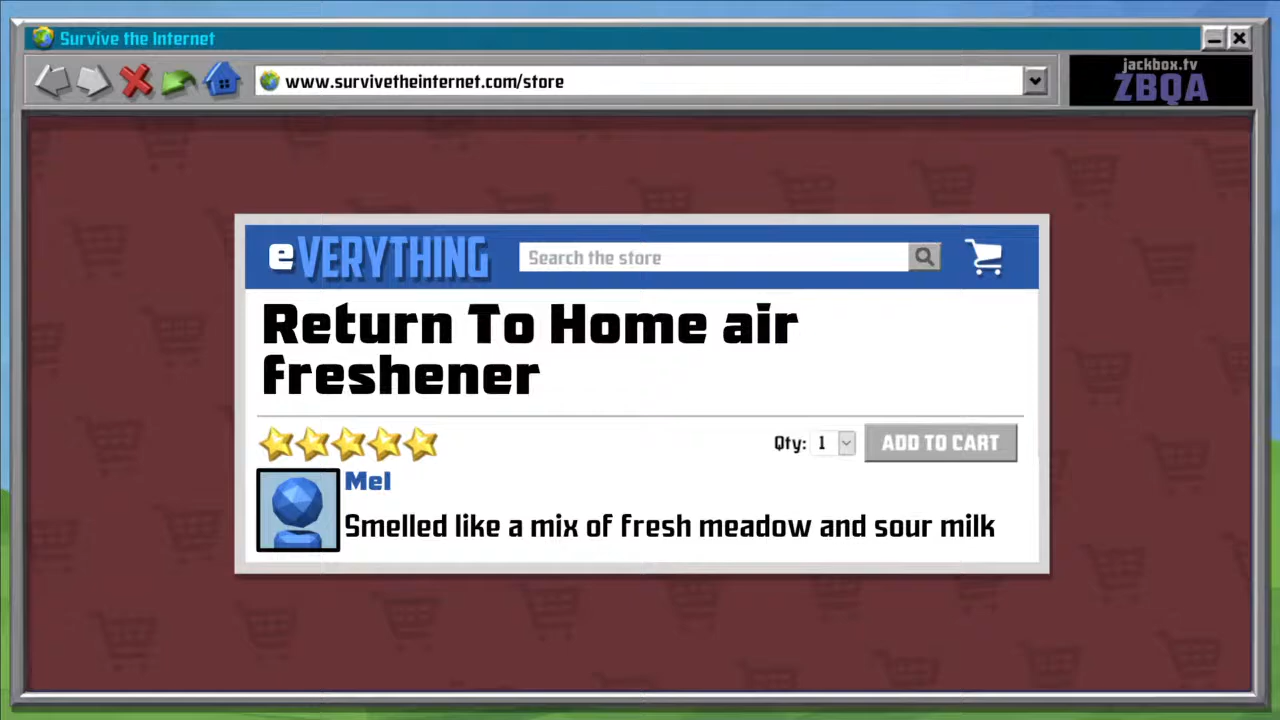 Survive the Internet
www.survivetheinternet.com/store
jackbox.tv
ZBQA
eVERYTHING
Search the store
Return To Home air
freshener
Qty: 1
ADD TO CART
Mel
Smelled like a mix of fresh meadow and sour milk